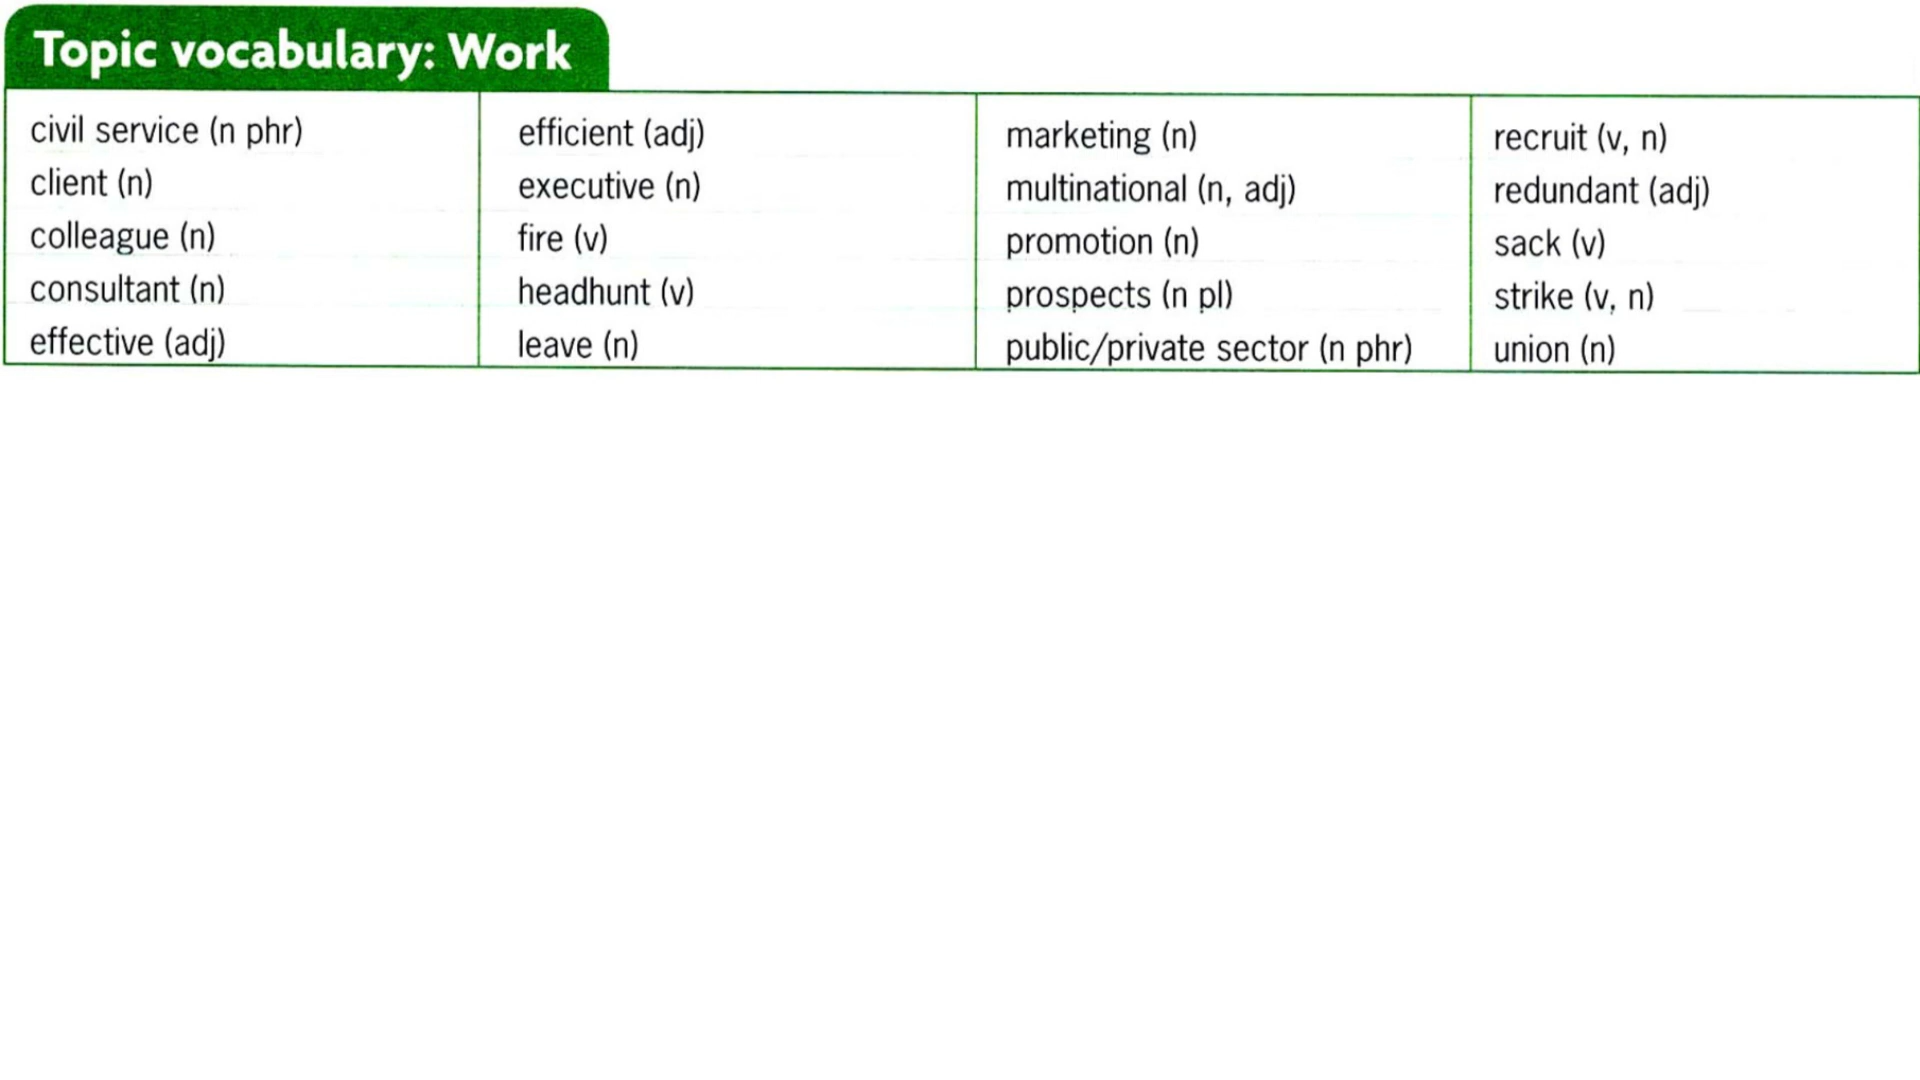 Topic vocabulary: Work
civil service (n phr)
client (n)
colleague (n)
consultant (n)
effective (adj)
efficient (adj)
executive (n)
fire (v)
headhunt (v)
leave (n)
marketing (n)
multinational (n, adj)
promotion (n)
prospects (n pl)
public/private sector (n phr)
recruit (v, n)
redundant (adj)
sack (v)
strike (v, n)
union (n)